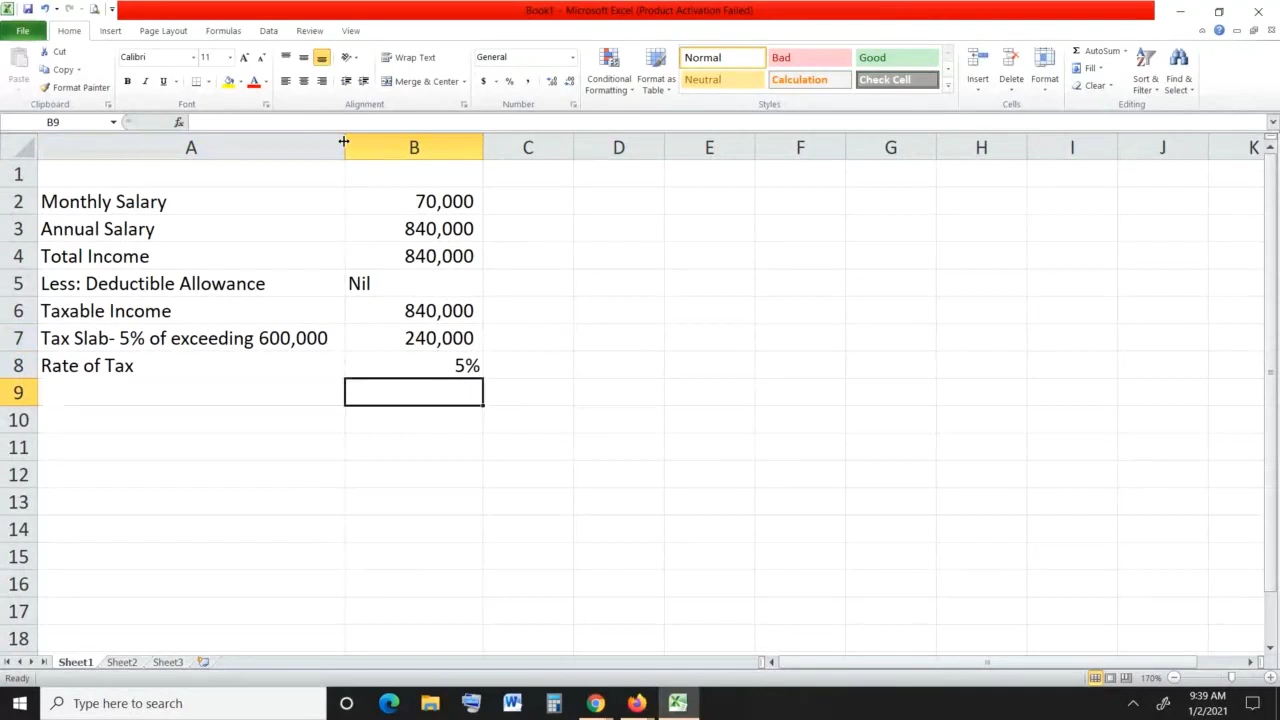 Book1 - Microsoft Excel (Product Activation Failed)
File Home Insert Page Layout Formulas Data Review View
Paste
Cut
Copy
Format Painter
Clipboard
Calibri 11
B I U
Font
Wrap Text
Merge & Center
Alignment
General
$ % ,
Number
Conditional Formatting
Format as Table
Normal Bad Good
Neutral Calculation Check Cell
Styles
Insert Delete Format
Cells
AutoSum
Fill
Clear
Sort & Filter
Find & Select
Editing
B9 fx
A B C D E F G H I J K
1
2 Monthly Salary 70,000
3 Annual Salary 840,000
4 Total Income 840,000
5 Less: Deductible Allowance Nil
6 Taxable Income 840,000
7 Tax Slab- 5% of exceeding 600,000 240,000
8 Rate of Tax 5%
9
10
11
12
13
14
15
16
17
18
Sheet1 Sheet2 Sheet3
Ready 170%
Type here to search
9:39 AM
1/2/2021